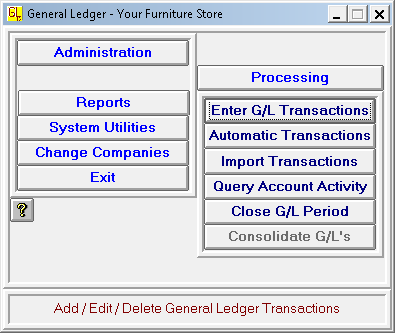 General Ledger - Your Furniture Store
Administration
Reports
System Utilities
Change Companies
Exit
?
Processing
Enter G/L Transactions
Automatic Transactions
Import Transactions
Query Account Activity
Close G/L Period
Consolidate G/L's
Add / Edit / Delete General Ledger Transactions